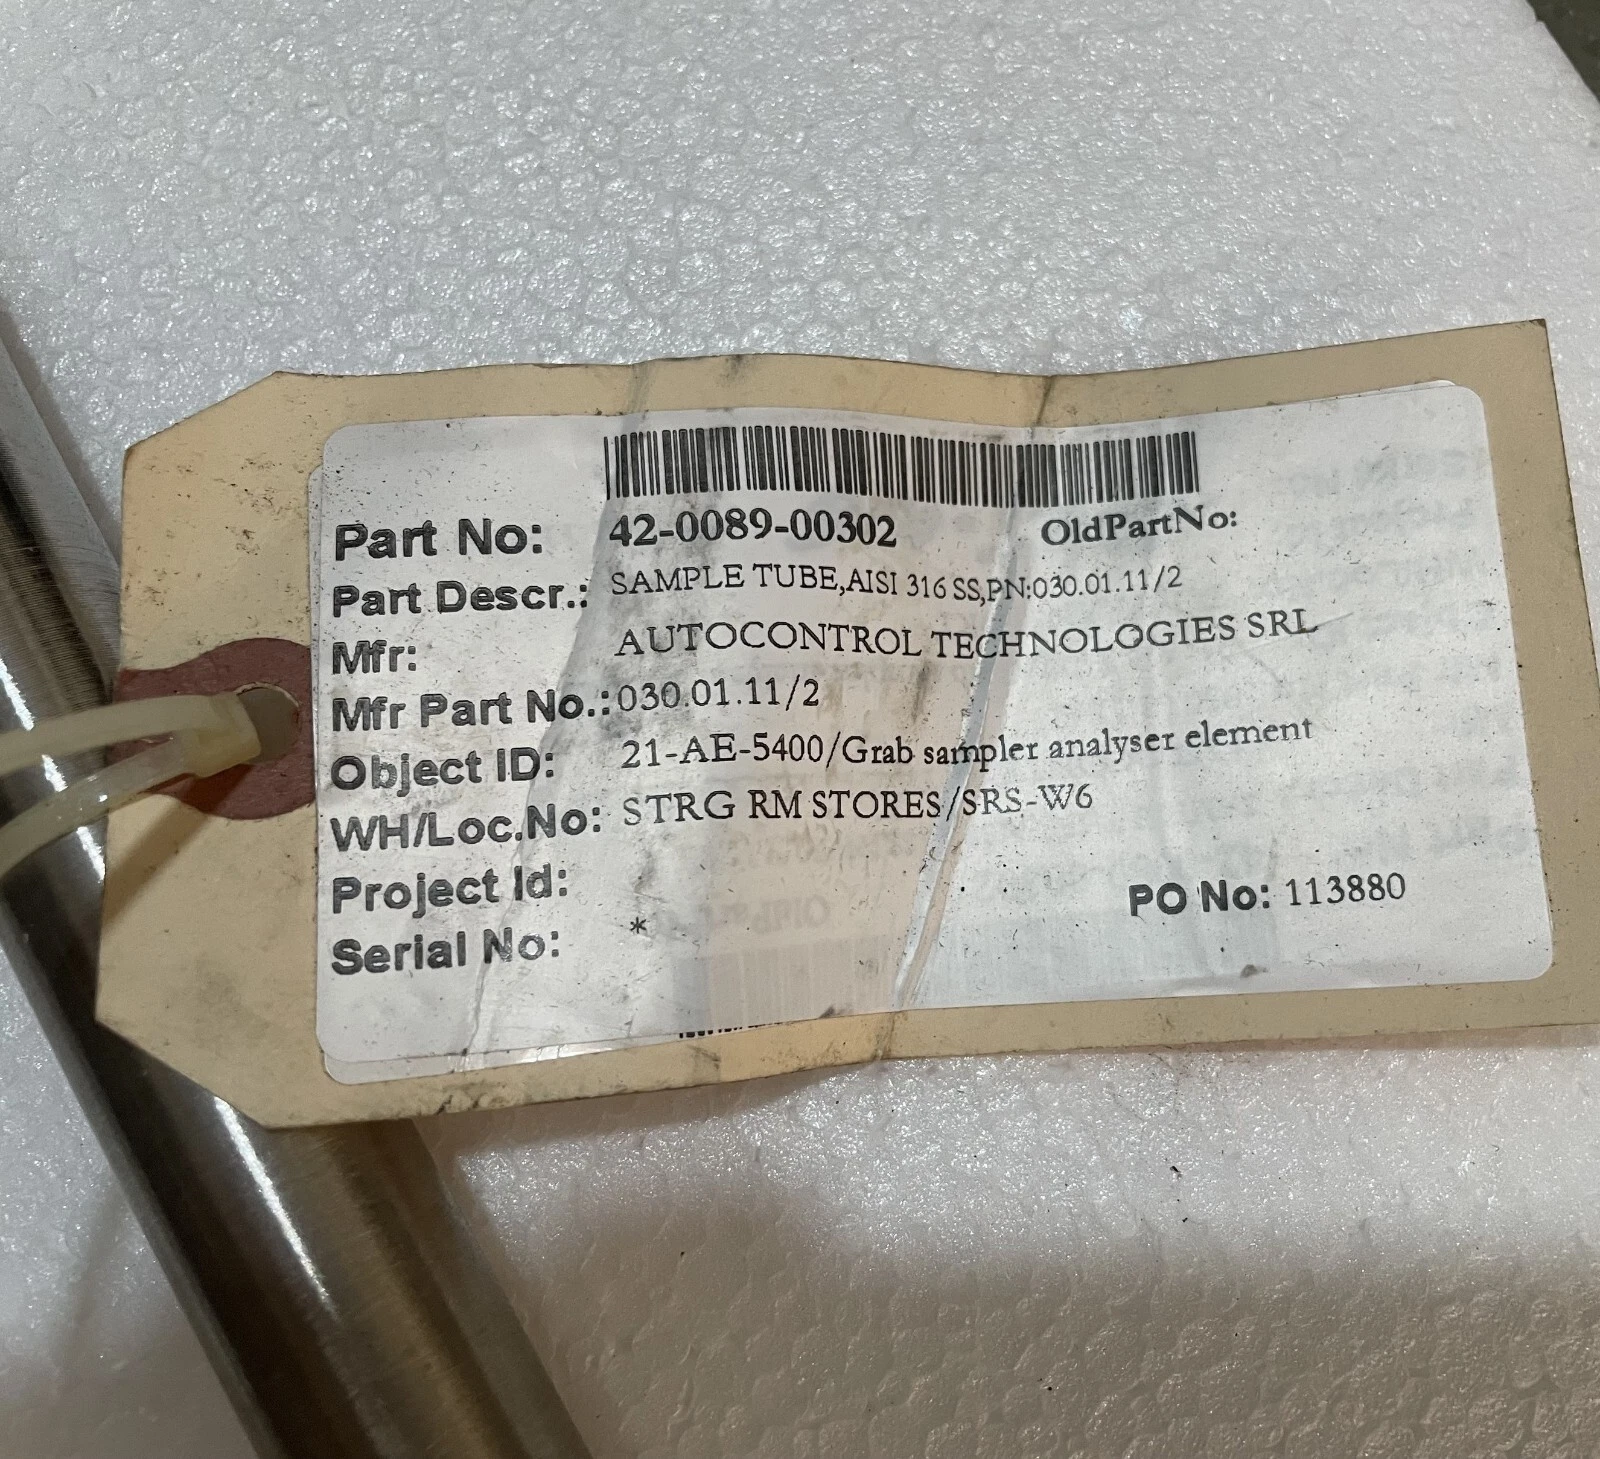 Part No: 42-0089-00302 OldPartNo:
Part Descr.: SAMPLE TUBE,AISI 316 SS,PN:030.01.11/2
Mfr: AUTOCONTROL TECHNOLOGIES SRL
Mfr Part No.: 030.01.11/2
Object ID: 21-AE-5400/Grab sampler analyser element
WH/Loc.No: STRG RM STORES/SRS-W6
Project Id: PO No: 113880
Serial No: *